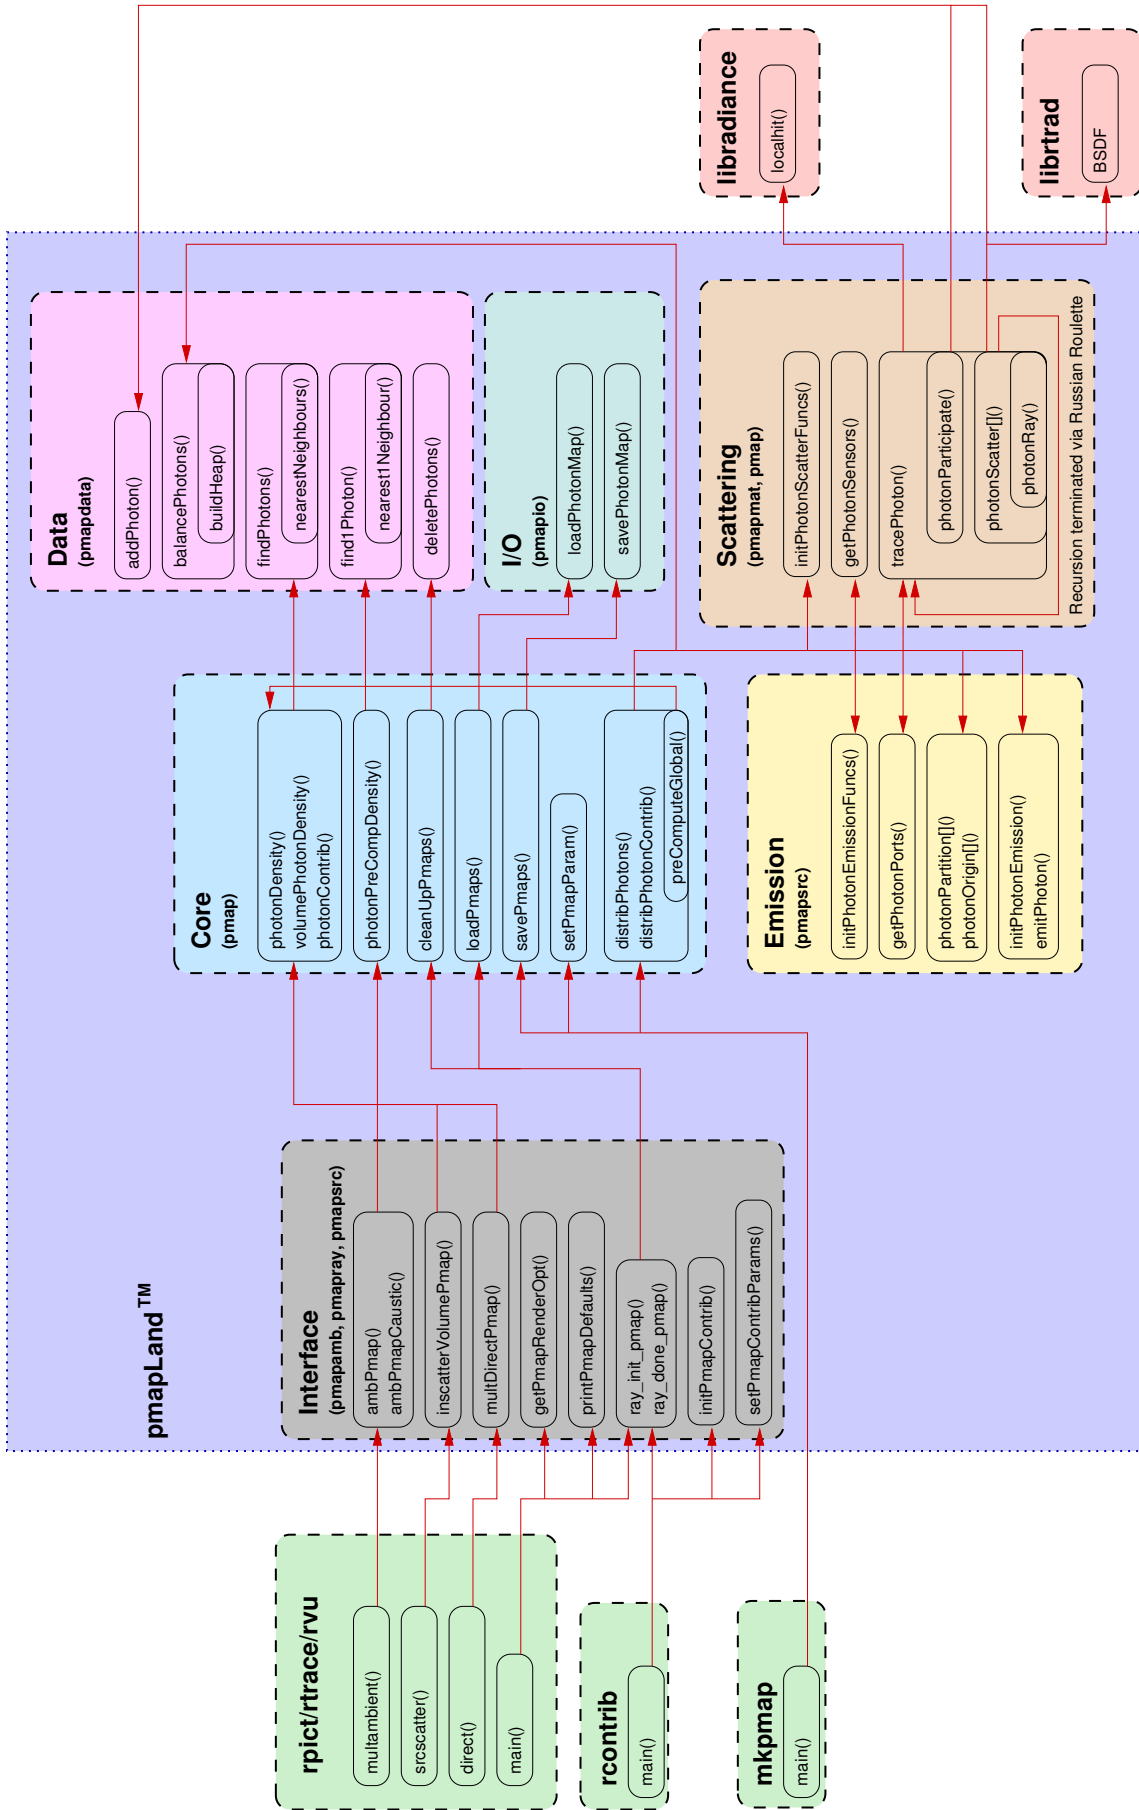 rpict/rtrace/rvu
multambient()
srcscatter()
direct()
main()
rcontrib
main()
mkpmap
main()
pmapLand™
Interface
(pmapamb, pmapray, pmapsrc)
ambPmap()
ambPmapCaustic()
inscatterVolumePmap()
multDirectPmap()
getPmapRenderOpt()
printPmapDefaults()
ray_init_pmap()
ray_done_pmap()
initPmapContrib()
setPmapContribParams()
Core
(pmap)
photonDensity()
volumePhotonDensity()
photonContrib()
photonPreCompDensity()
cleanUpPmaps()
loadPmaps()
savePmaps()
setPmapParam()
distribPhotons()
distribPhotonContrib()
preComputeGlobal()
Emission
(pmapsrc)
initPhotonEmissionFuncs()
getPhotonPorts()
photonPartition[]()
photonOrigin[]()
initPhotonEmission()
emitPhoton()
Data
(pmapdata)
addPhoton()
balancePhotons()
buildHeap()
findPhotons()
nearestNeighbours()
find1Photon()
nearest1Neighbour()
deletePhotons()
I/O
(pmapio)
loadPhotonMap()
savePhotonMap()
Scattering
(pmapmat, pmap)
initPhotonScatterFuncs()
getPhotonSensors()
tracePhoton()
photonParticipate()
photonScatter[]()
photonRay()
Recursion terminated via Russian Roulette
libradiance
localhit()
librtrad
BSDF